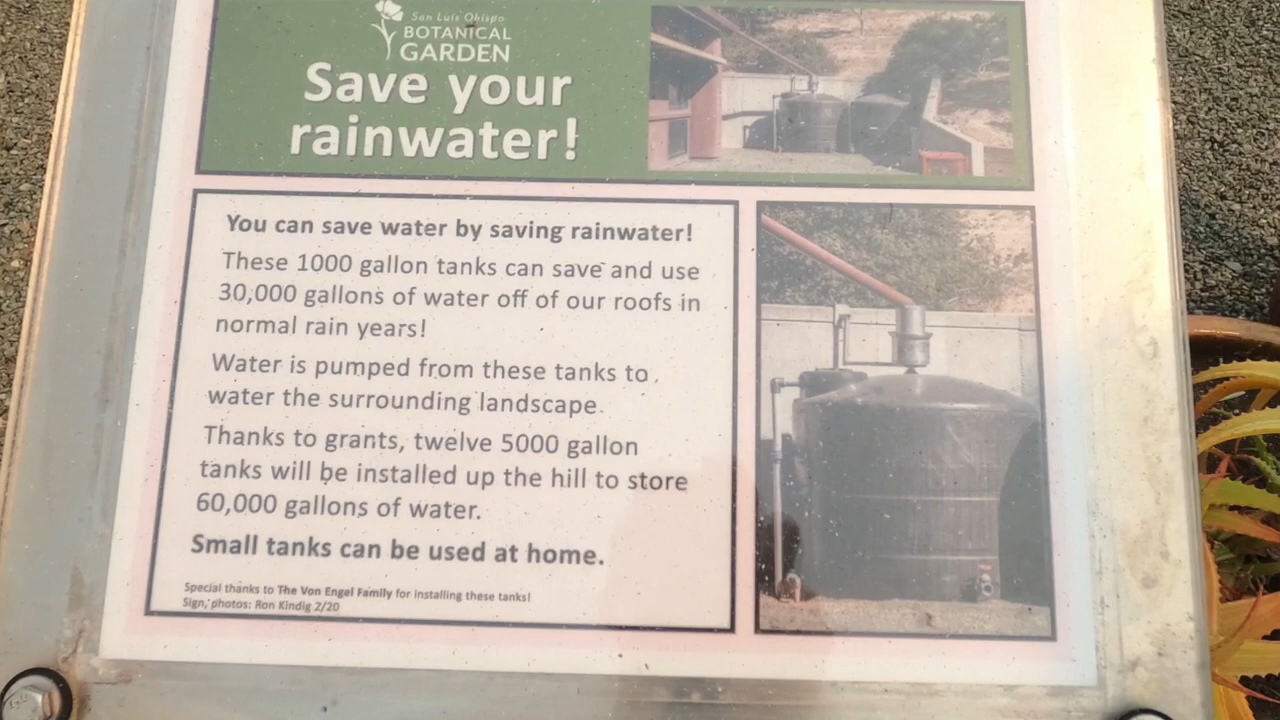 San Luis Obispo
BOTANICAL
GARDEN
Save your
rainwater!
You can save water by saving rainwater!
These 1000 gallon tanks can save and use
30,000 gallons of water off of our roofs in
normal rain years!
Water is pumped from these tanks to
water the surrounding landscape.
Thanks to grants, twelve 5000 gallon
tanks will be installed up the hill to store
60,000 gallons of water.
Small tanks can be used at home.
Special thanks to The Von Engel Family for installing these tanks!
Sign, photos: Ron Kindig 2/20